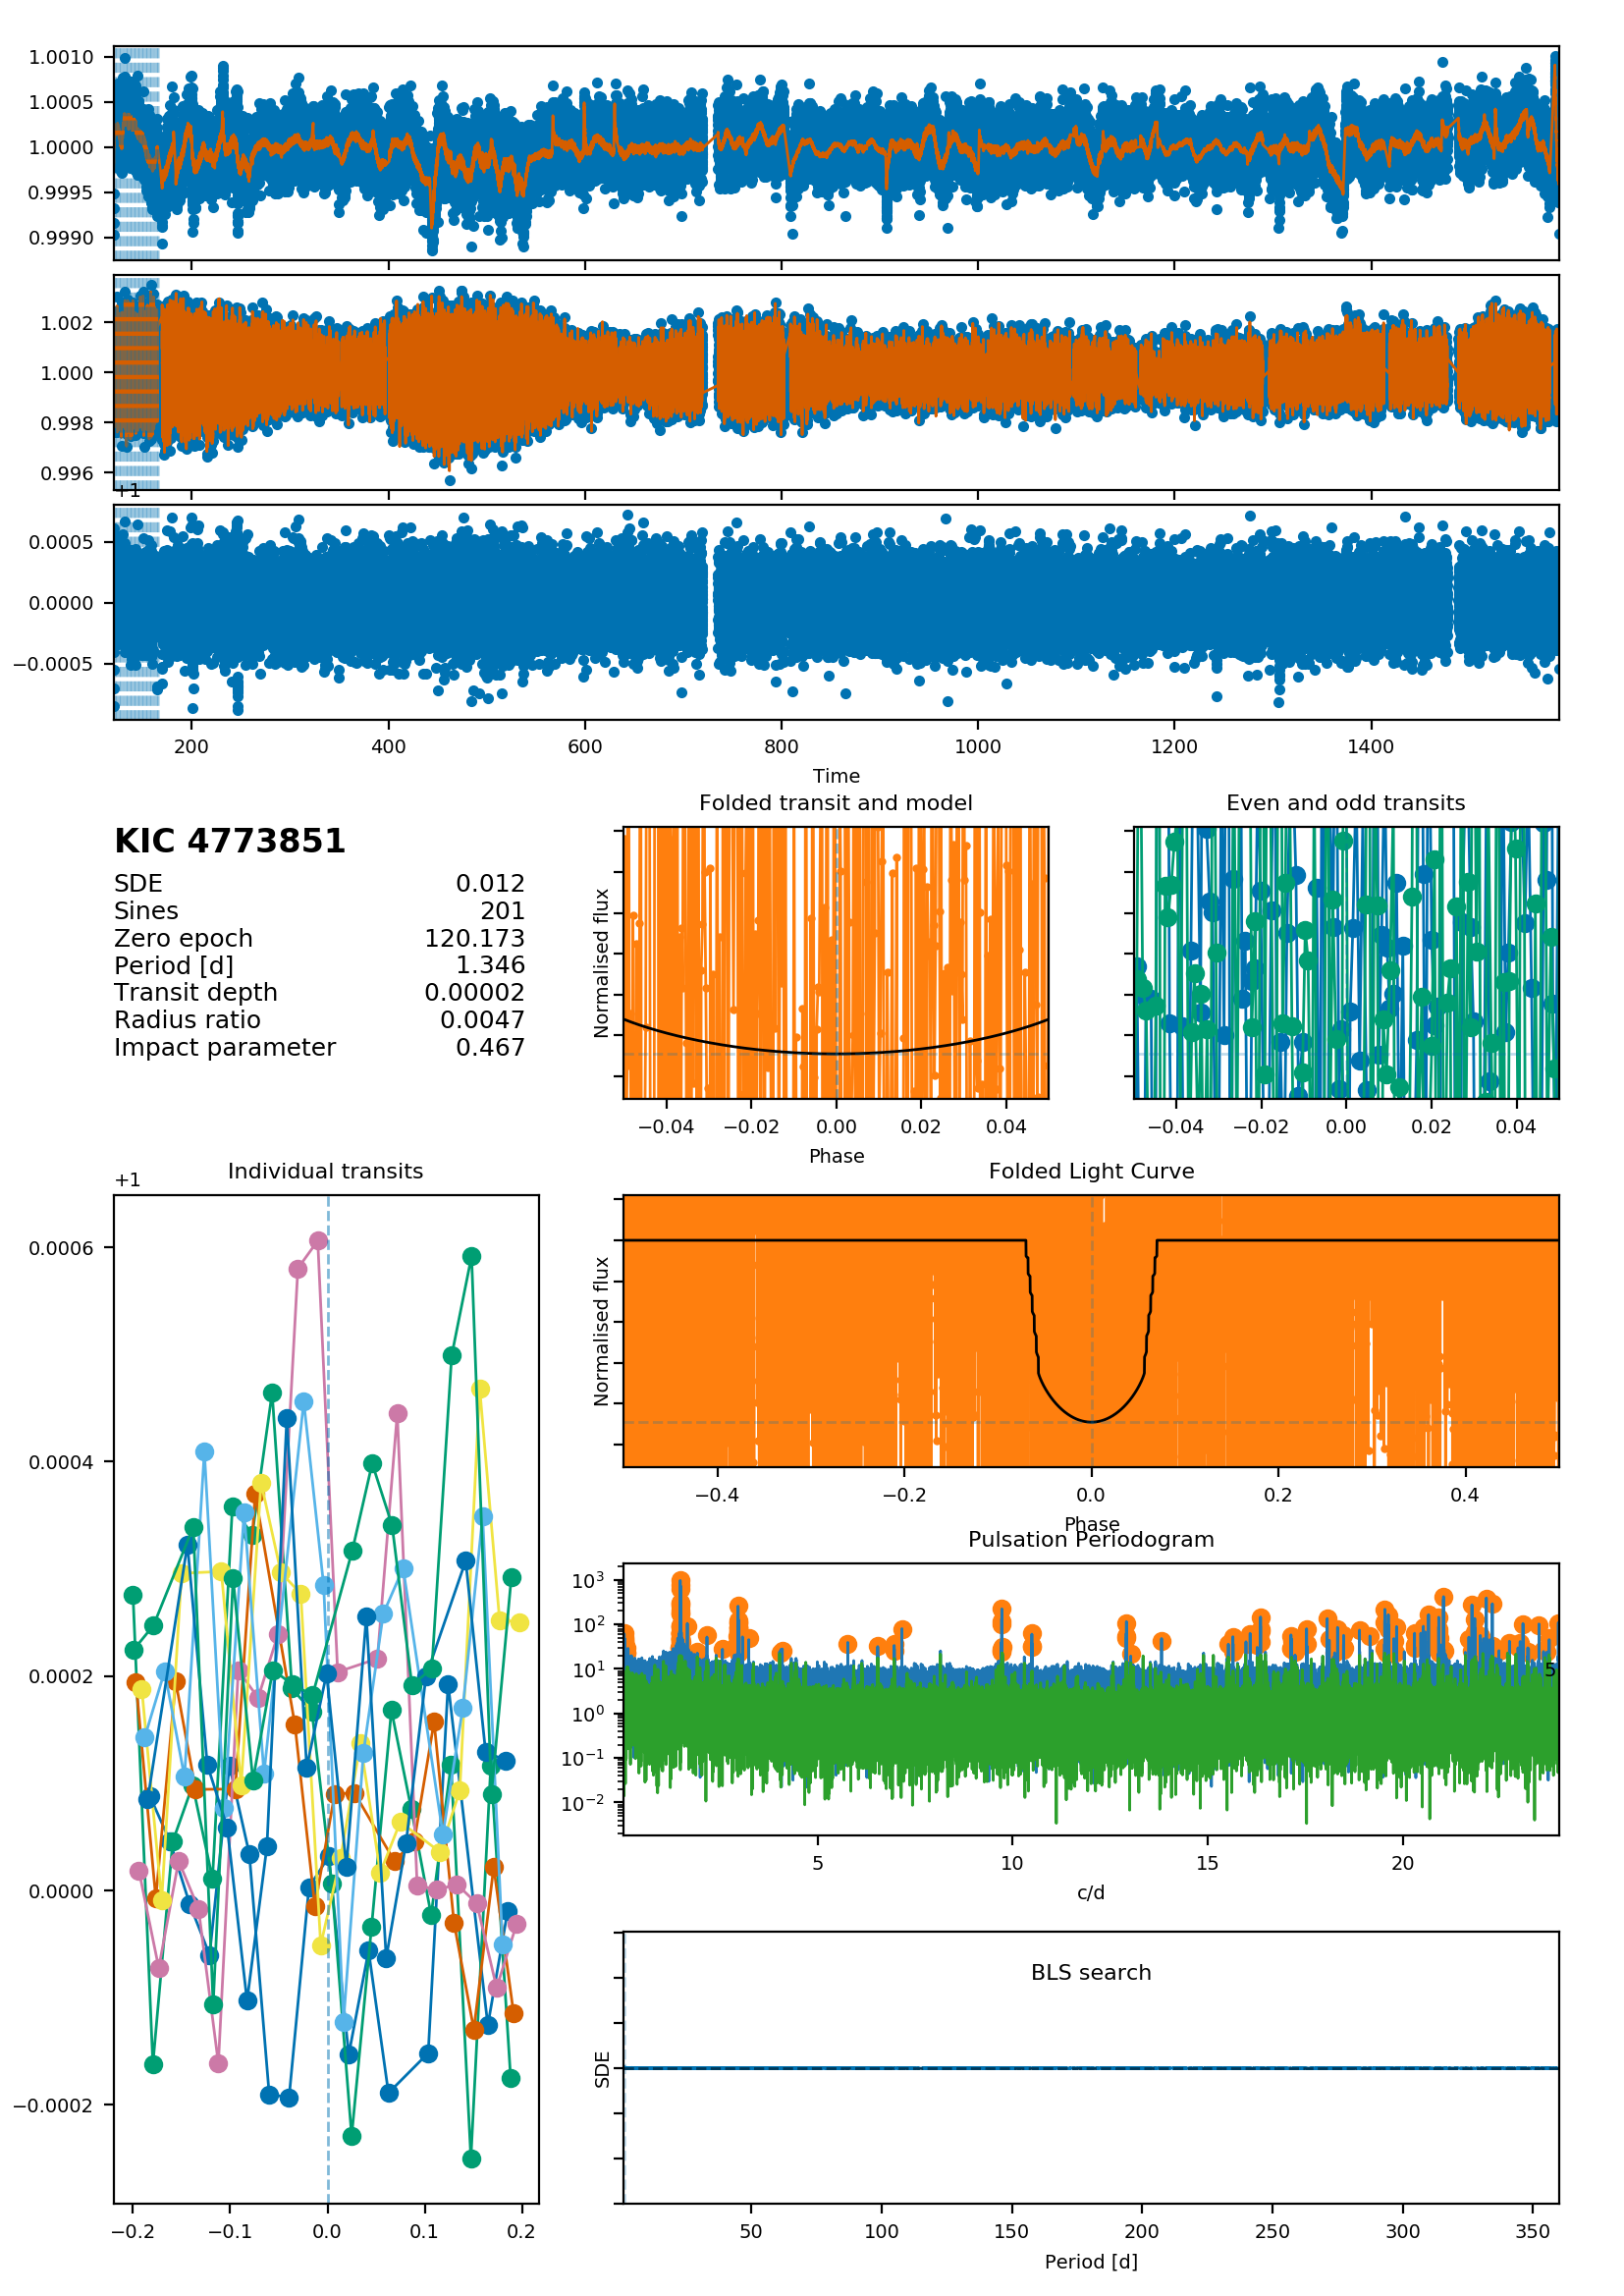 1.0010
1.0005
1.0000
0.9995
0.9990
1.002
1.000
0.998
0.996
+1
0.0005
0.0000
−0.0005
200 400 600 800 1000 1200 1400
Time
KIC 4773851
SDE 0.012
Sines 201
Zero epoch 120.173
Period [d] 1.346
Transit depth 0.00002
Radius ratio 0.0047
Impact parameter 0.467
Folded transit and model
Normalised flux
−0.04 −0.02 0.00 0.02 0.04
Phase
Even and odd transits
−0.04 −0.02 0.00 0.02 0.04
Individual transits
+1
0.0006
0.0004
0.0002
0.0000
−0.0002
−0.2 −0.1 0.0 0.1 0.2
Folded Light Curve
Normalised flux
−0.4 −0.2 0.0 0.2 0.4
Phase
Pulsation Periodogram
10³
10²
10¹
10⁰
10⁻¹
10⁻²
5
5 10 15 20
c/d
BLS search
SDE
50 100 150 200 250 300 350
Period [d]